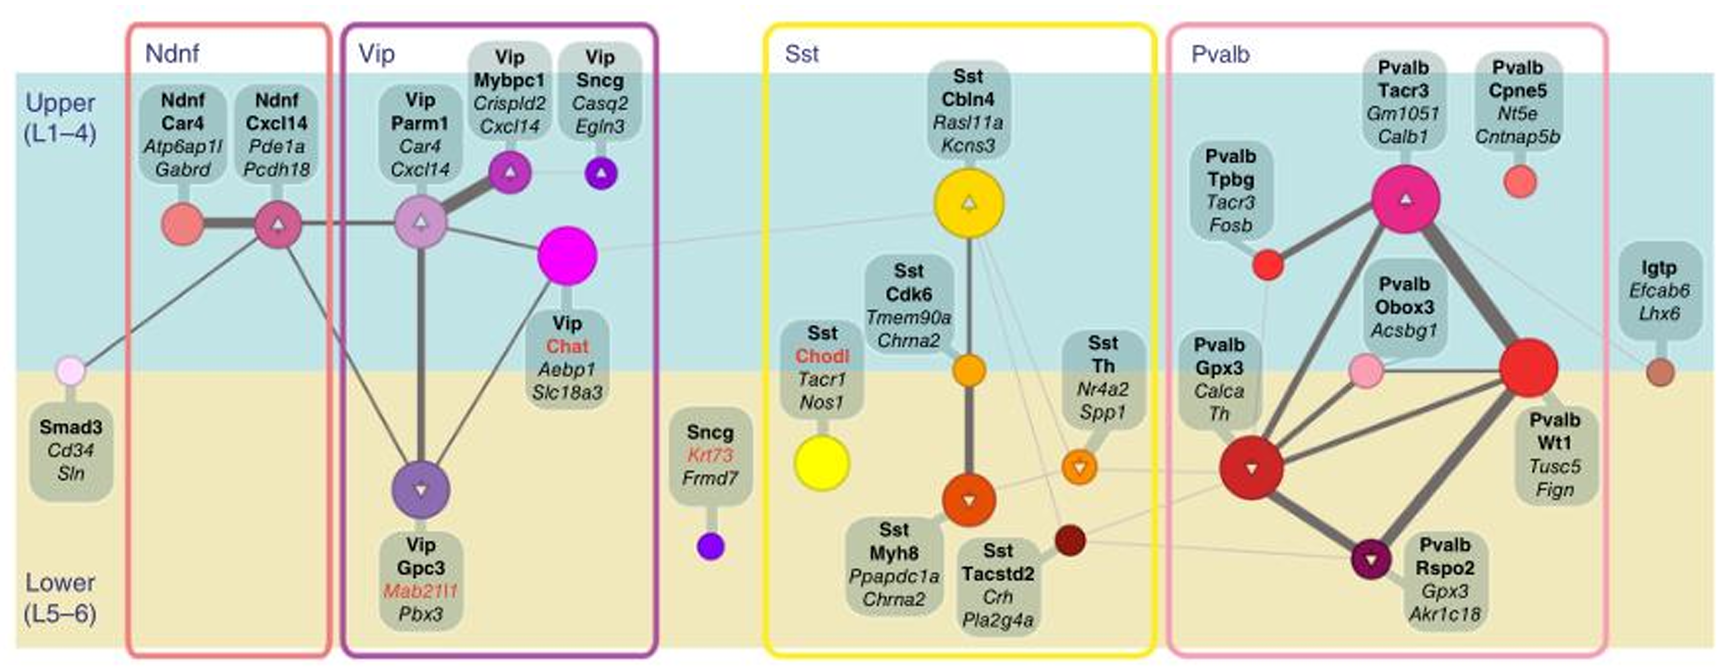 Ndnf
Vip
Sst
Pvalb
Upper
(L1–4)
Lower
(L5–6)
Ndnf
Car4
Atp6ap1l
Gabrd
Ndnf
Cxcl14
Pde1a
Pcdh18
Smad3
Cd34
Sln
Vip
Parm1
Car4
Cxcl14
Vip
Mybpc1
Crispld2
Cxcl14
Vip
Sncg
Casq2
Egln3
Vip
Chat
Aebp1
Slc18a3
Vip
Gpc3
Mab21l1
Pbx3
Sncg
Krt73
Frmd7
Sst
Cbln4
Rasl11a
Kcns3
Sst
Cdk6
Tmem90a
Chrna2
Sst
Chodl
Tacr1
Nos1
Sst
Th
Nr4a2
Spp1
Sst
Myh8
Ppapdc1a
Chrna2
Sst
Tacstd2
Crh
Pla2g4a
Pvalb
Tacr3
Gm1051
Calb1
Pvalb
Cpne5
Nt5e
Cntnap5b
Pvalb
Tpbg
Tacr3
Fosb
Pvalb
Obox3
Acsbg1
Pvalb
Gpx3
Calca
Th
Pvalb
Wt1
Tusc5
Fign
Pvalb
Rspo2
Gpx3
Akr1c18
Igtp
Efcab6
Lhx6